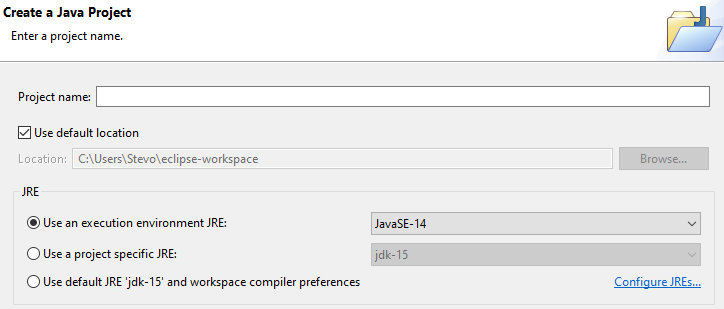 Create a Java Project
Enter a project name.
Project name:
Use default location
Location: C:\Users\Stevo\eclipse-workspace Browse...
JRE
Use an execution environment JRE: JavaSE-14
Use a project specific JRE: jdk-15
Use default JRE 'jdk-15' and workspace compiler preferences Configure JREs...